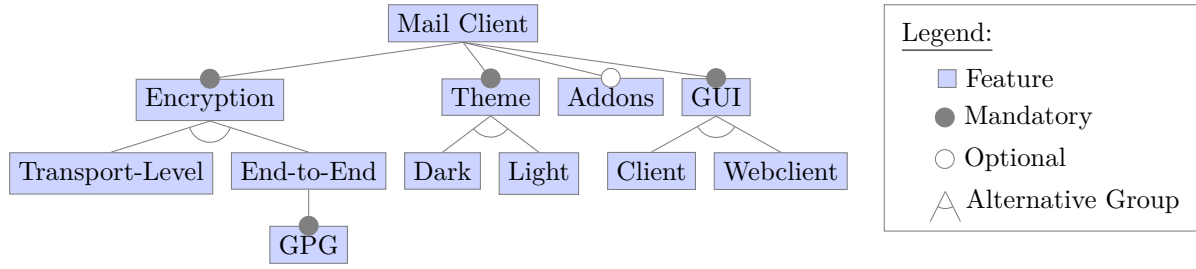 Mail Client
Encryption
Theme
Addons
GUI
Transport-Level
End-to-End
Dark
Light
Client
Webclient
GPG
Legend:
Feature
Mandatory
Optional
Alternative Group